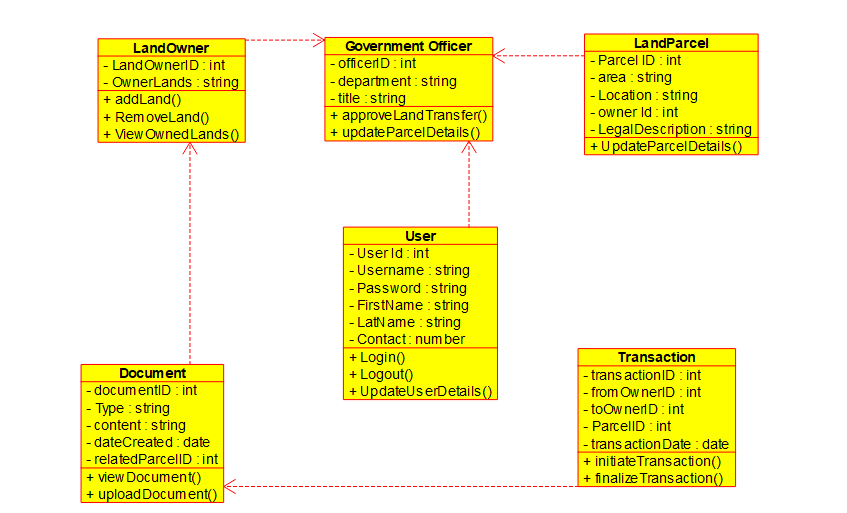 LandOwner
- LandOwnerID : int
- OwnerLands : string
+ addLand()
+ RemoveLand()
+ ViewOwnedLands()
Government Officer
- officerID : int
- department : string
- title : string
+ approveLandTransfer()
+ updateParcelDetails()
LandParcel
- Parcel ID : int
- area : string
- Location : string
- owner Id : int
- LegalDescription : string
+ UpdateParcelDetails()
User
- User Id : int
- Username : string
- Password : string
- FirstName : string
- LatName : string
- Contact : number
+ Login()
+ Logout()
+ UpdateUserDetails()
Document
- documentID : int
- Type : string
- content : string
- dateCreated : date
- relatedParcelID : int
+ viewDocument()
+ uploadDocument()
Transaction
- transactionID : int
- fromOwnerID : int
- toOwnerID : int
- ParcelID : int
- transactionDate : date
+ initiateTransaction()
+ finalizeTransaction()